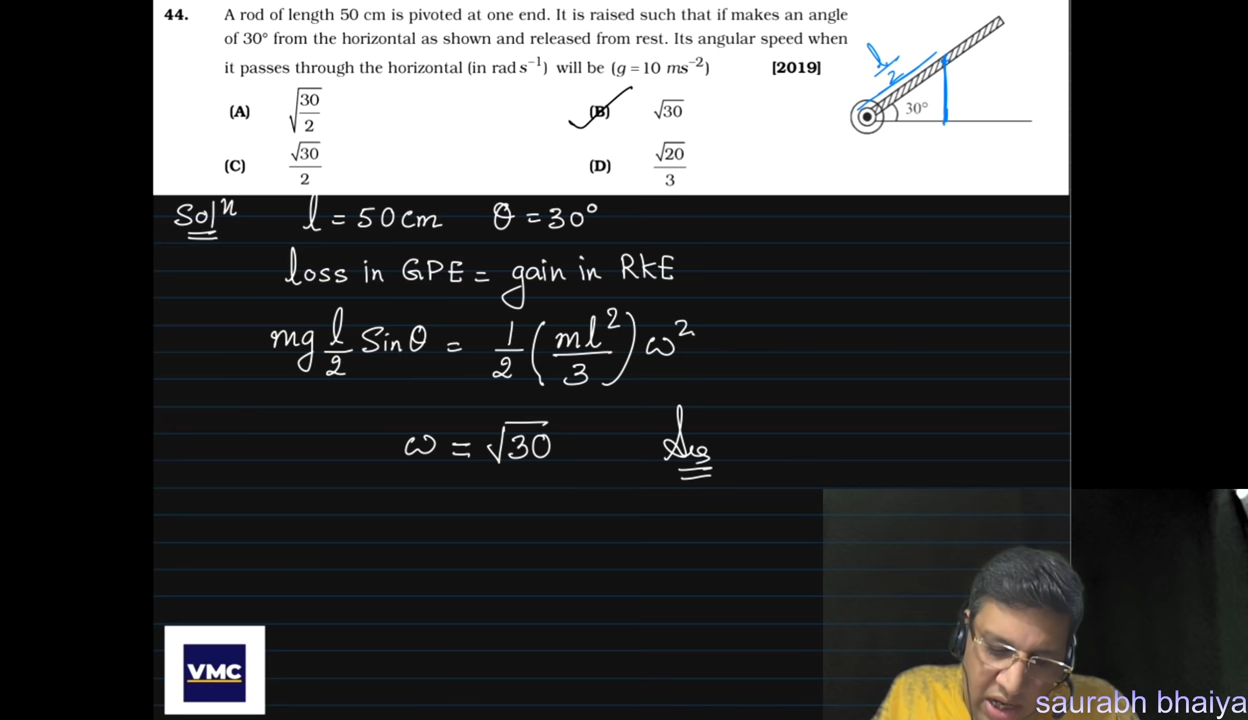 44. A rod of length 50 cm is pivoted at one end. It is raised such that if makes an angle
of 30° from the horizontal as shown and released from rest. Its angular speed when
it passes through the horizontal (in rad s⁻¹) will be (g = 10 ms⁻²) [2019]
l/2
30°
(A) √(30/2) (B) √30
(C) √30/2 (D) √20/3
Solⁿ l = 50 cm θ = 30°
loss in GPE = gain in RKE
mg l/2 Sinθ = 1/2 (ml²/3) ω²
ω = √30 Ans
VMC
saurabh bhaiya